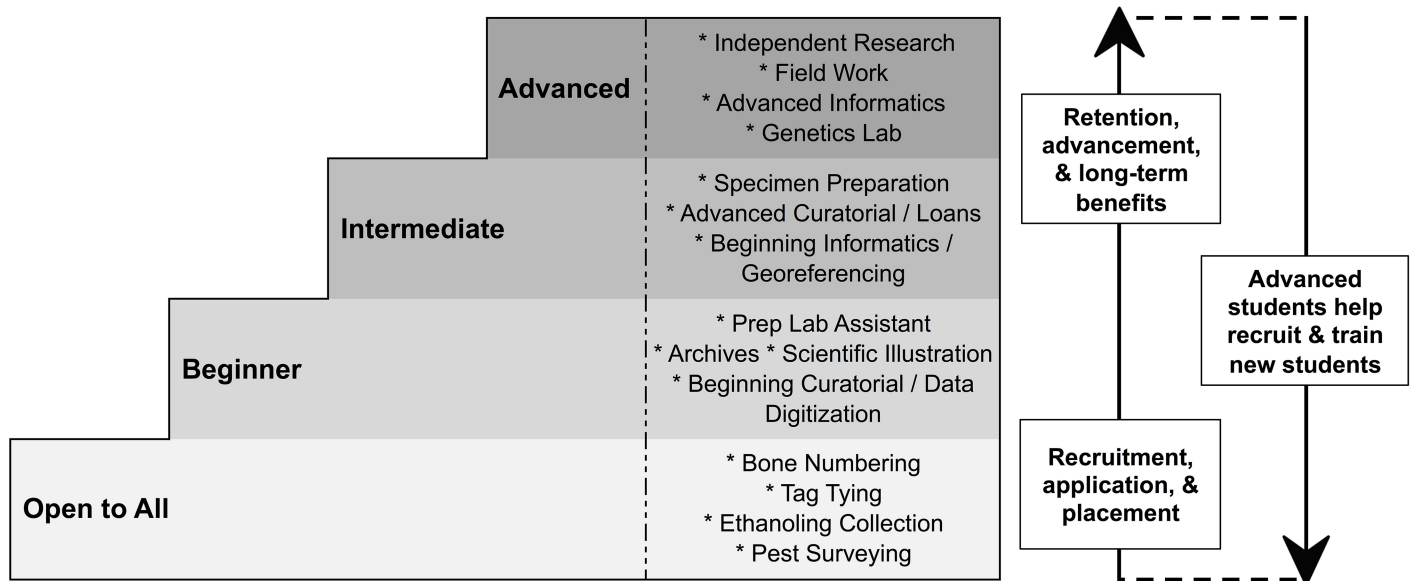 Advanced
* Independent Research
* Field Work
* Advanced Informatics
* Genetics Lab
Intermediate
* Specimen Preparation
* Advanced Curatorial / Loans
* Beginning Informatics /
Georeferencing
Beginner
* Prep Lab Assistant
* Archives * Scientific Illustration
* Beginning Curatorial / Data
Digitization
Open to All
* Bone Numbering
* Tag Tying
* Ethanoling Collection
* Pest Surveying
Retention,
advancement,
& long-term
benefits
Recruitment,
application, &
placement
Advanced
students help
recruit & train
new students